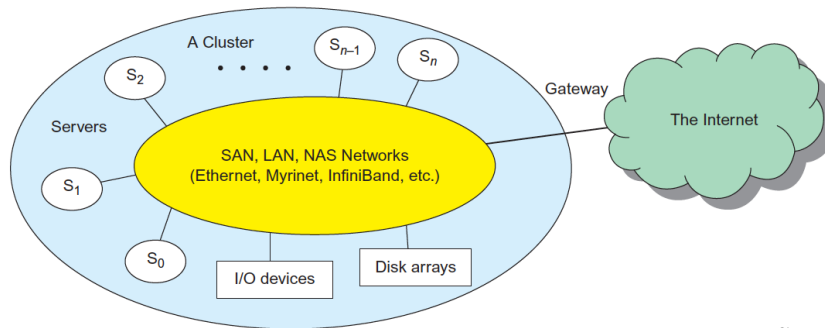 A Cluster
S₂
. . . .
Sₙ₋₁
Sₙ
Servers
Gateway
The Internet
SAN, LAN, NAS Networks
(Ethernet, Myrinet, InfiniBand, etc.)
S₁
S₀
I/O devices
Disk arrays